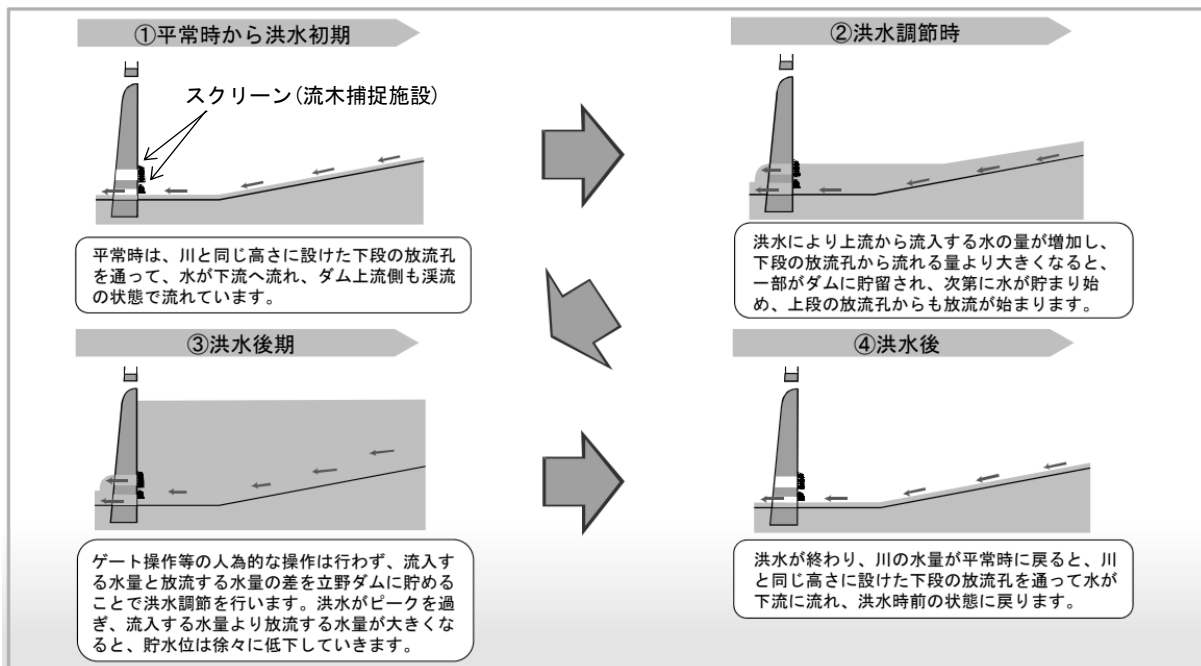 ①平常時から洪水初期
スクリーン(流木捕捉施設)
平常時は、川と同じ高さに設けた下段の放流孔
を通って、水が下流へ流れ、ダム上流側も渓流
の状態で流れています。
②洪水調節時
洪水により上流から流入する水の量が増加し、
下段の放流孔から流れる量より大きくなると、
一部がダムに貯留され、次第に水が貯まり始
め、上段の放流孔からも放流が始まります。
③洪水後期
ゲート操作等の人為的な操作は行わず、流入す
る水量と放流する水量の差を立野ダムに貯める
ことで洪水調節を行います。洪水がピークを過
ぎ、流入する水量より放流する水量が大きくな
ると、貯水位は徐々に低下していきます。
④洪水後
洪水が終わり、川の水量が平常時に戻ると、川
と同じ高さに設けた下段の放流孔を通って水が
下流に流れ、洪水時前の状態に戻ります。